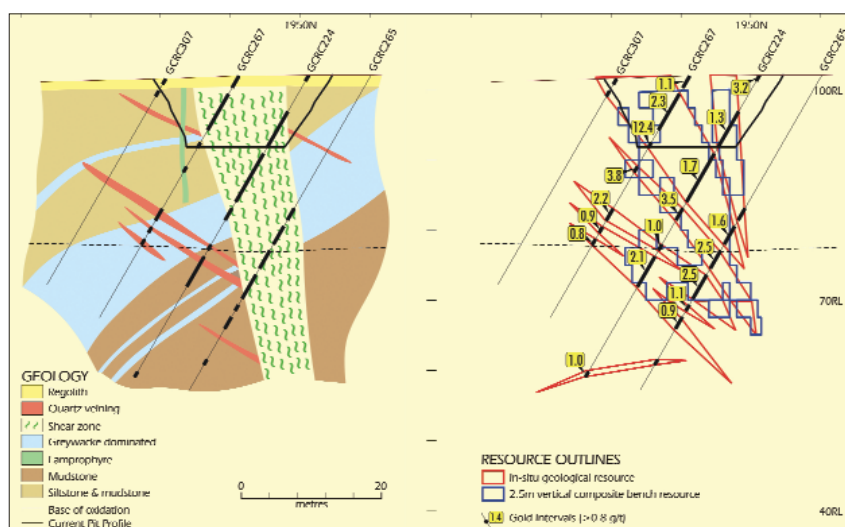 1950N
GCRC307
GCRC267
GCRC224
GCRC265
GEOLOGY
Regolith
Quartz veining
Shear zone
Greywacke dominated
Lamprophyre
Mudstone
Siltstone & mudstone
Base of oxidation
Current Pit Profile
0
20
metres
1950N
GCRC307
GCRC267
GCRC224
GCRC265
100RL
1.1
3.2
2.3
1.3
12.4
1.7
3.8
2.2
3.5
0.9
1.0
1.6
0.8
2.5
2.1
2.5
1.1
0.9
70RL
1.0
RESOURCE OUTLINES
In-situ geological resource
2.5m vertical composite bench resource
1.4 Gold intervals (>0.8 g/t)
40RL